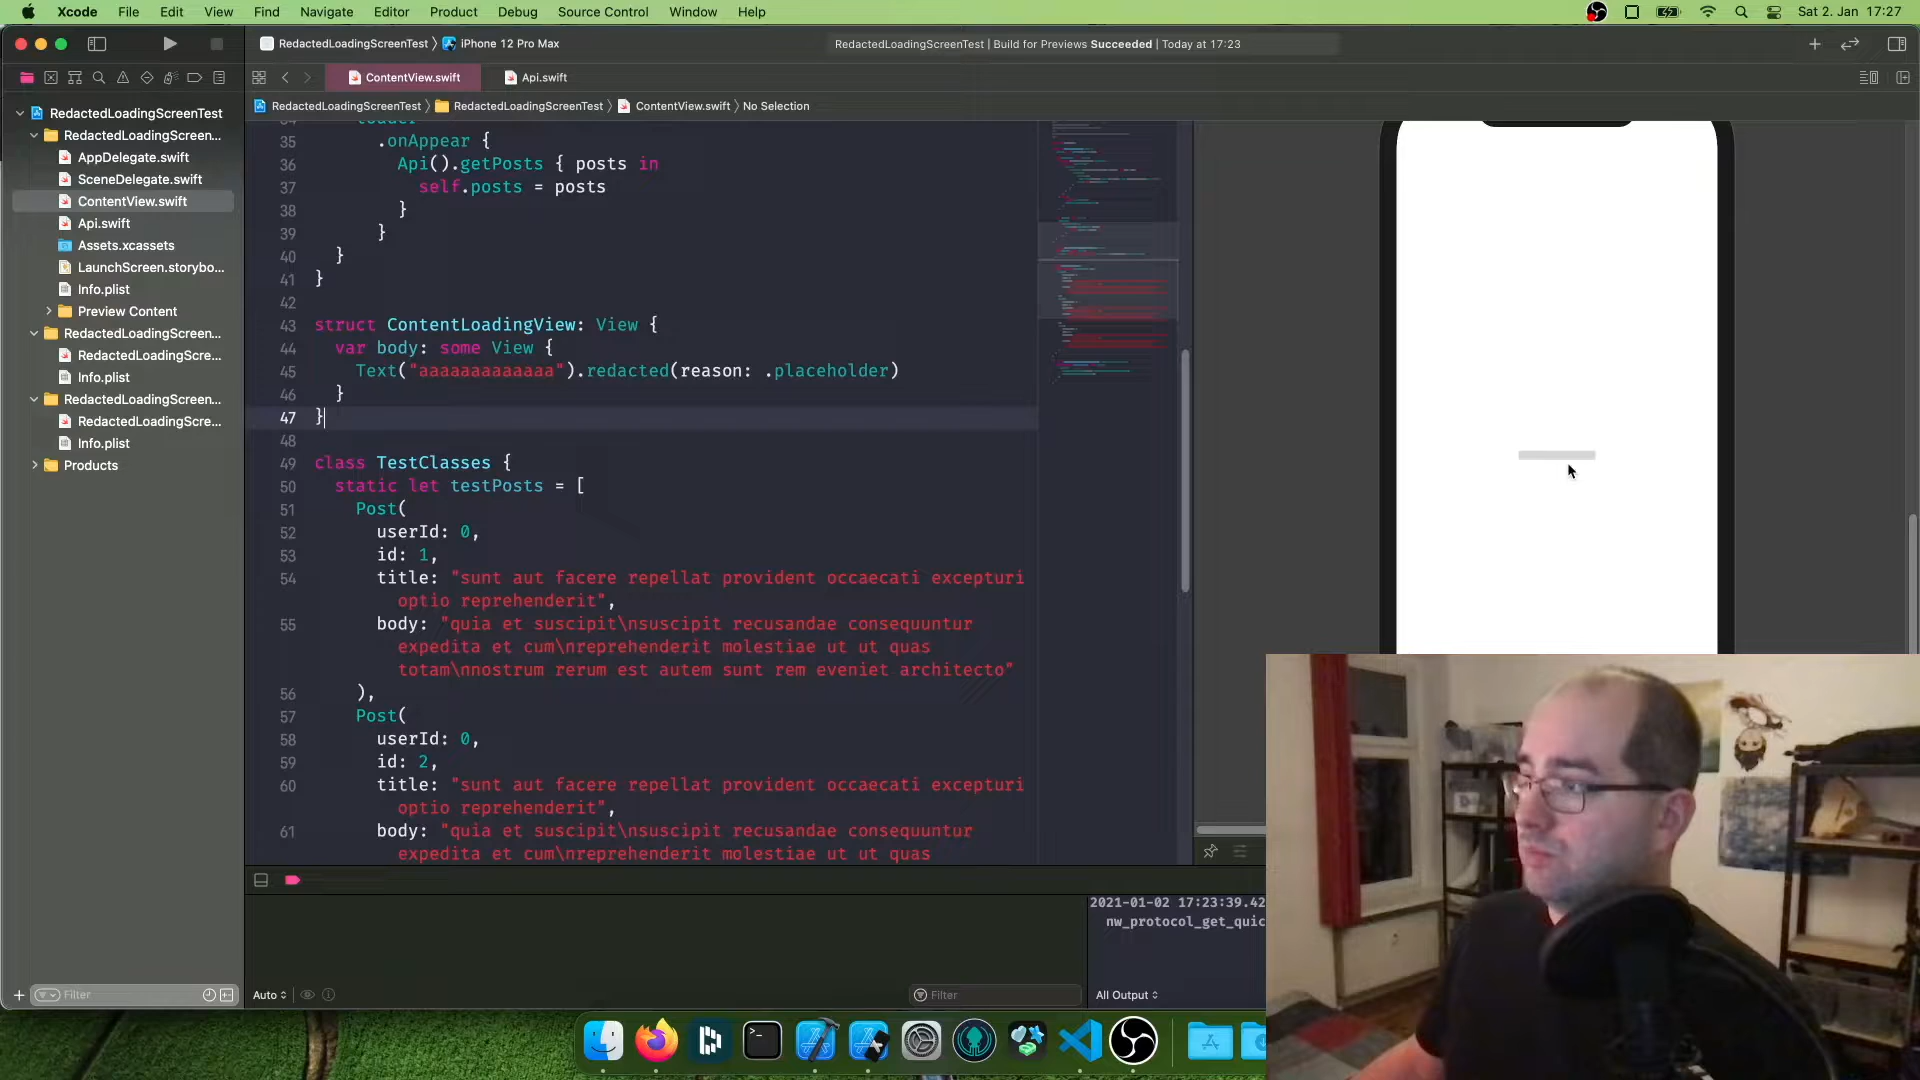 Xcode File Edit View Find Navigate Editor Product Debug Source Control Window Help Sat 2. Jan 17:27
RedactedLoadingScreenTest iPhone 12 Pro Max RedactedLoadingScreenTest | Build for Previews Succeeded | Today at 17:23
ContentView.swift Api.swift
RedactedLoadingScreenTest RedactedLoadingScreenTest ContentView.swift No Selection
RedactedLoadingScreenTest
RedactedLoadingScreen...
AppDelegate.swift
SceneDelegate.swift
ContentView.swift
Api.swift
Assets.xcassets
LaunchScreen.storybo...
Info.plist
Preview Content
RedactedLoadingScreen...
RedactedLoadingScre...
Info.plist
RedactedLoadingScreen...
RedactedLoadingScre...
Info.plist
Products
Filter
35 .onAppear {
36 Api().getPosts { posts in
37 self.posts = posts
38 }
39 }
40 }
41 }
42
43 struct ContentLoadingView: View {
44 var body: some View {
45 Text("aaaaaaaaaaaaa").redacted(reason: .placeholder)
46 }
47 }
48
49 class TestClasses {
50 static let testPosts = [
51 Post(
52 userId: 0,
53 id: 1,
54 title: "sunt aut facere repellat provident occaecati excepturi
optio reprehenderit",
55 body: "quia et suscipit\nsuscipit recusandae consequuntur
expedita et cum\nreprehenderit molestiae ut ut quas
totam\nnostrum rerum est autem sunt rem eveniet architecto"
56 ),
57 Post(
58 userId: 0,
59 id: 2,
60 title: "sunt aut facere repellat provident occaecati excepturi
optio reprehenderit",
61 body: "quia et suscipit\nsuscipit recusandae consequuntur
expedita et cum\nreprehenderit molestiae ut ut quas
2021-01-02 17:23:39.42
nw_protocol_get_quic
Auto Filter All Output